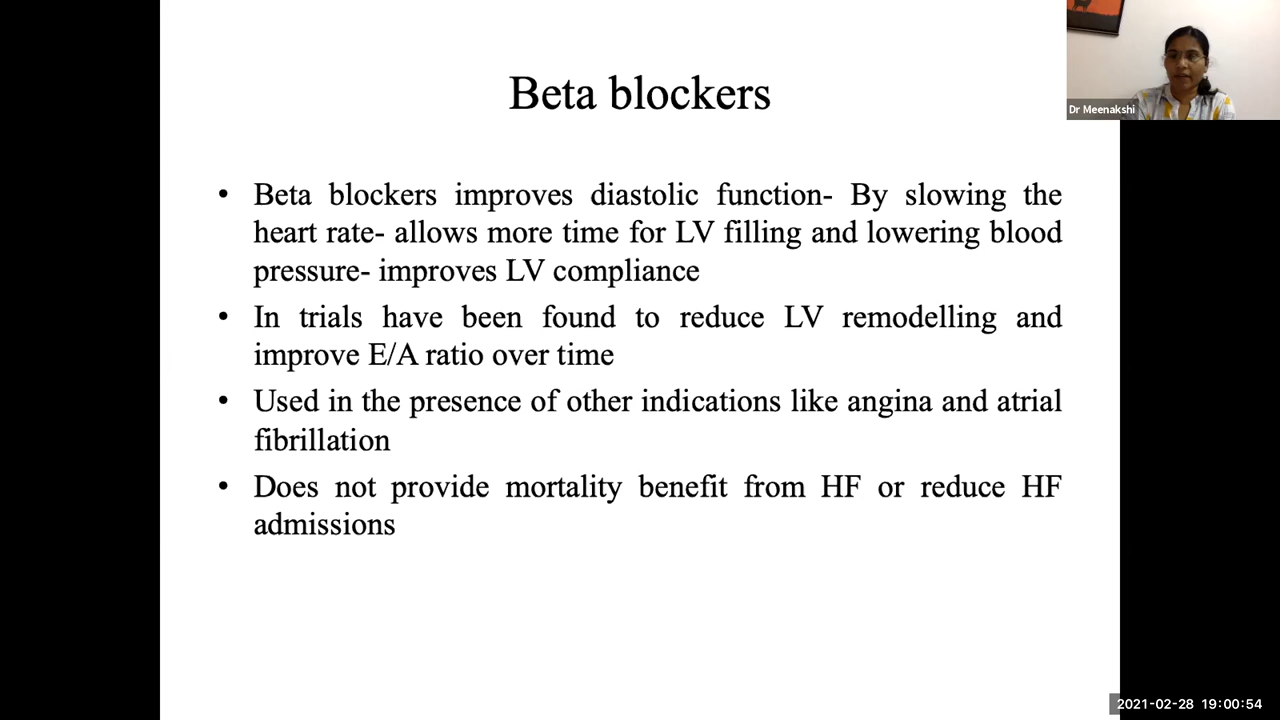 Beta blockers
Dr Meenakshi
• Beta blockers improves diastolic function- By slowing the
heart rate- allows more time for LV filling and lowering blood
pressure- improves LV compliance
• In trials have been found to reduce LV remodelling and
improve E/A ratio over time
• Used in the presence of other indications like angina and atrial
fibrillation
• Does not provide mortality benefit from HF or reduce HF
admissions
2021-02-28 19:00:54